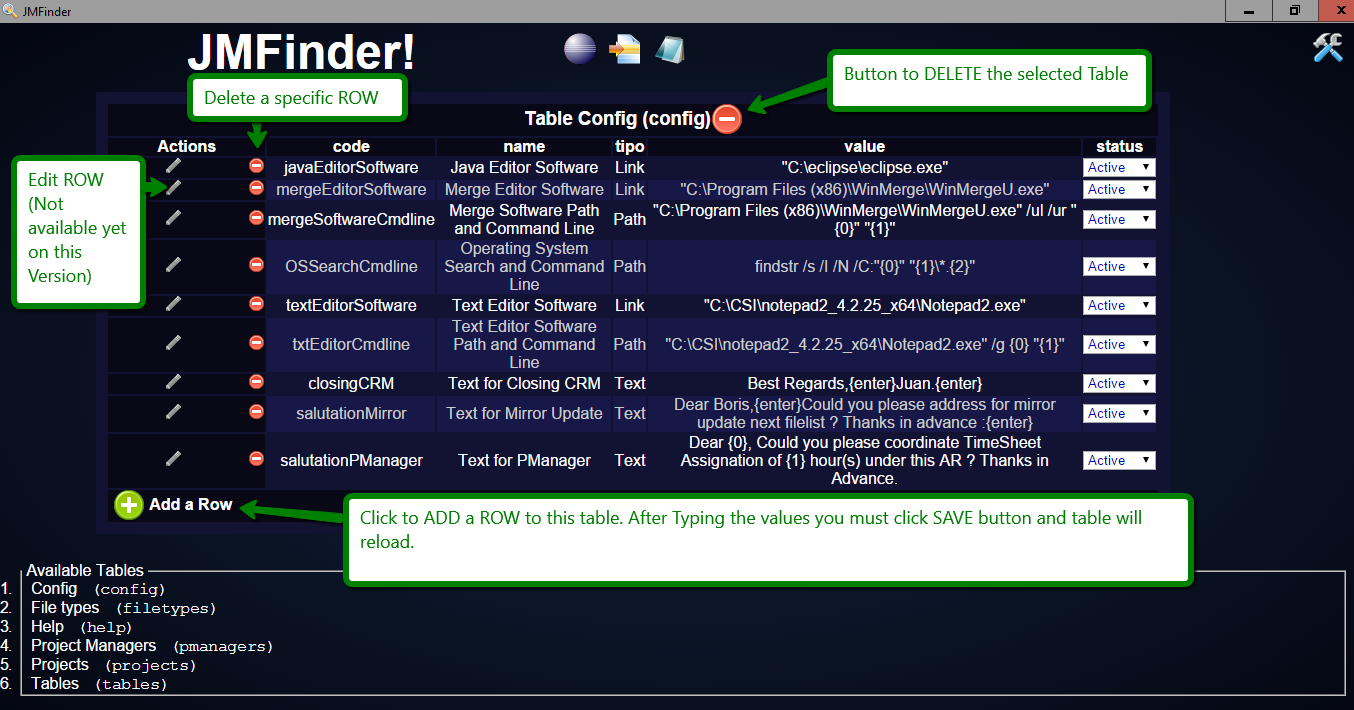 JMFinder
JMFinder!
Button to DELETE the selected Table
Delete a specific ROW
Table Config (config)
Actions code name tipo value status
Edit ROW
(Not
available yet
on this
Version)
javaEditorSoftware Java Editor Software Link "C:\eclipse\eclipse.exe" Active
mergeEditorSoftware Merge Editor Software Link "C:\Program Files (x86)\WinMerge\WinMergeU.exe" Active
mergeSoftwareCmdline Merge Software Path
and Command Line Path "C:\Program Files (x86)\WinMerge\WinMergeU.exe" /ul /ur "
{0}" "{1}" Active
OSSearchCmdline Operating System
Search and Command
Line Path findstr /s /I /N /C:"{0}" "{1}\*.{2}" Active
textEditorSoftware Text Editor Software Link "C:\CSI\notepad2_4.2.25_x64\Notepad2.exe" Active
txtEditorCmdline Text Editor Software
Path and Command
Line Path "C:\CSI\notepad2_4.2.25_x64\Notepad2.exe" /g {0} "{1}" Active
closingCRM Text for Closing CRM Text Best Regards,{enter}Juan.{enter} Active
salutationMirror Text for Mirror Update Text Dear Boris,{enter}Could you please address for mirror
update next filelist ? Thanks in advance :{enter} Active
salutationPManager Text for PManager Text Dear {0}, Could you please coordinate TimeSheet
Assignation of {1} hour(s) under this AR ? Thanks in
Advance. Active
Add a Row
Click to ADD a ROW to this table. After Typing the values you must click SAVE button and table will
reload.
Available Tables
1. Config (config)
2. File types (filetypes)
3. Help (help)
4. Project Managers (pmanagers)
5. Projects (projects)
6. Tables (tables)